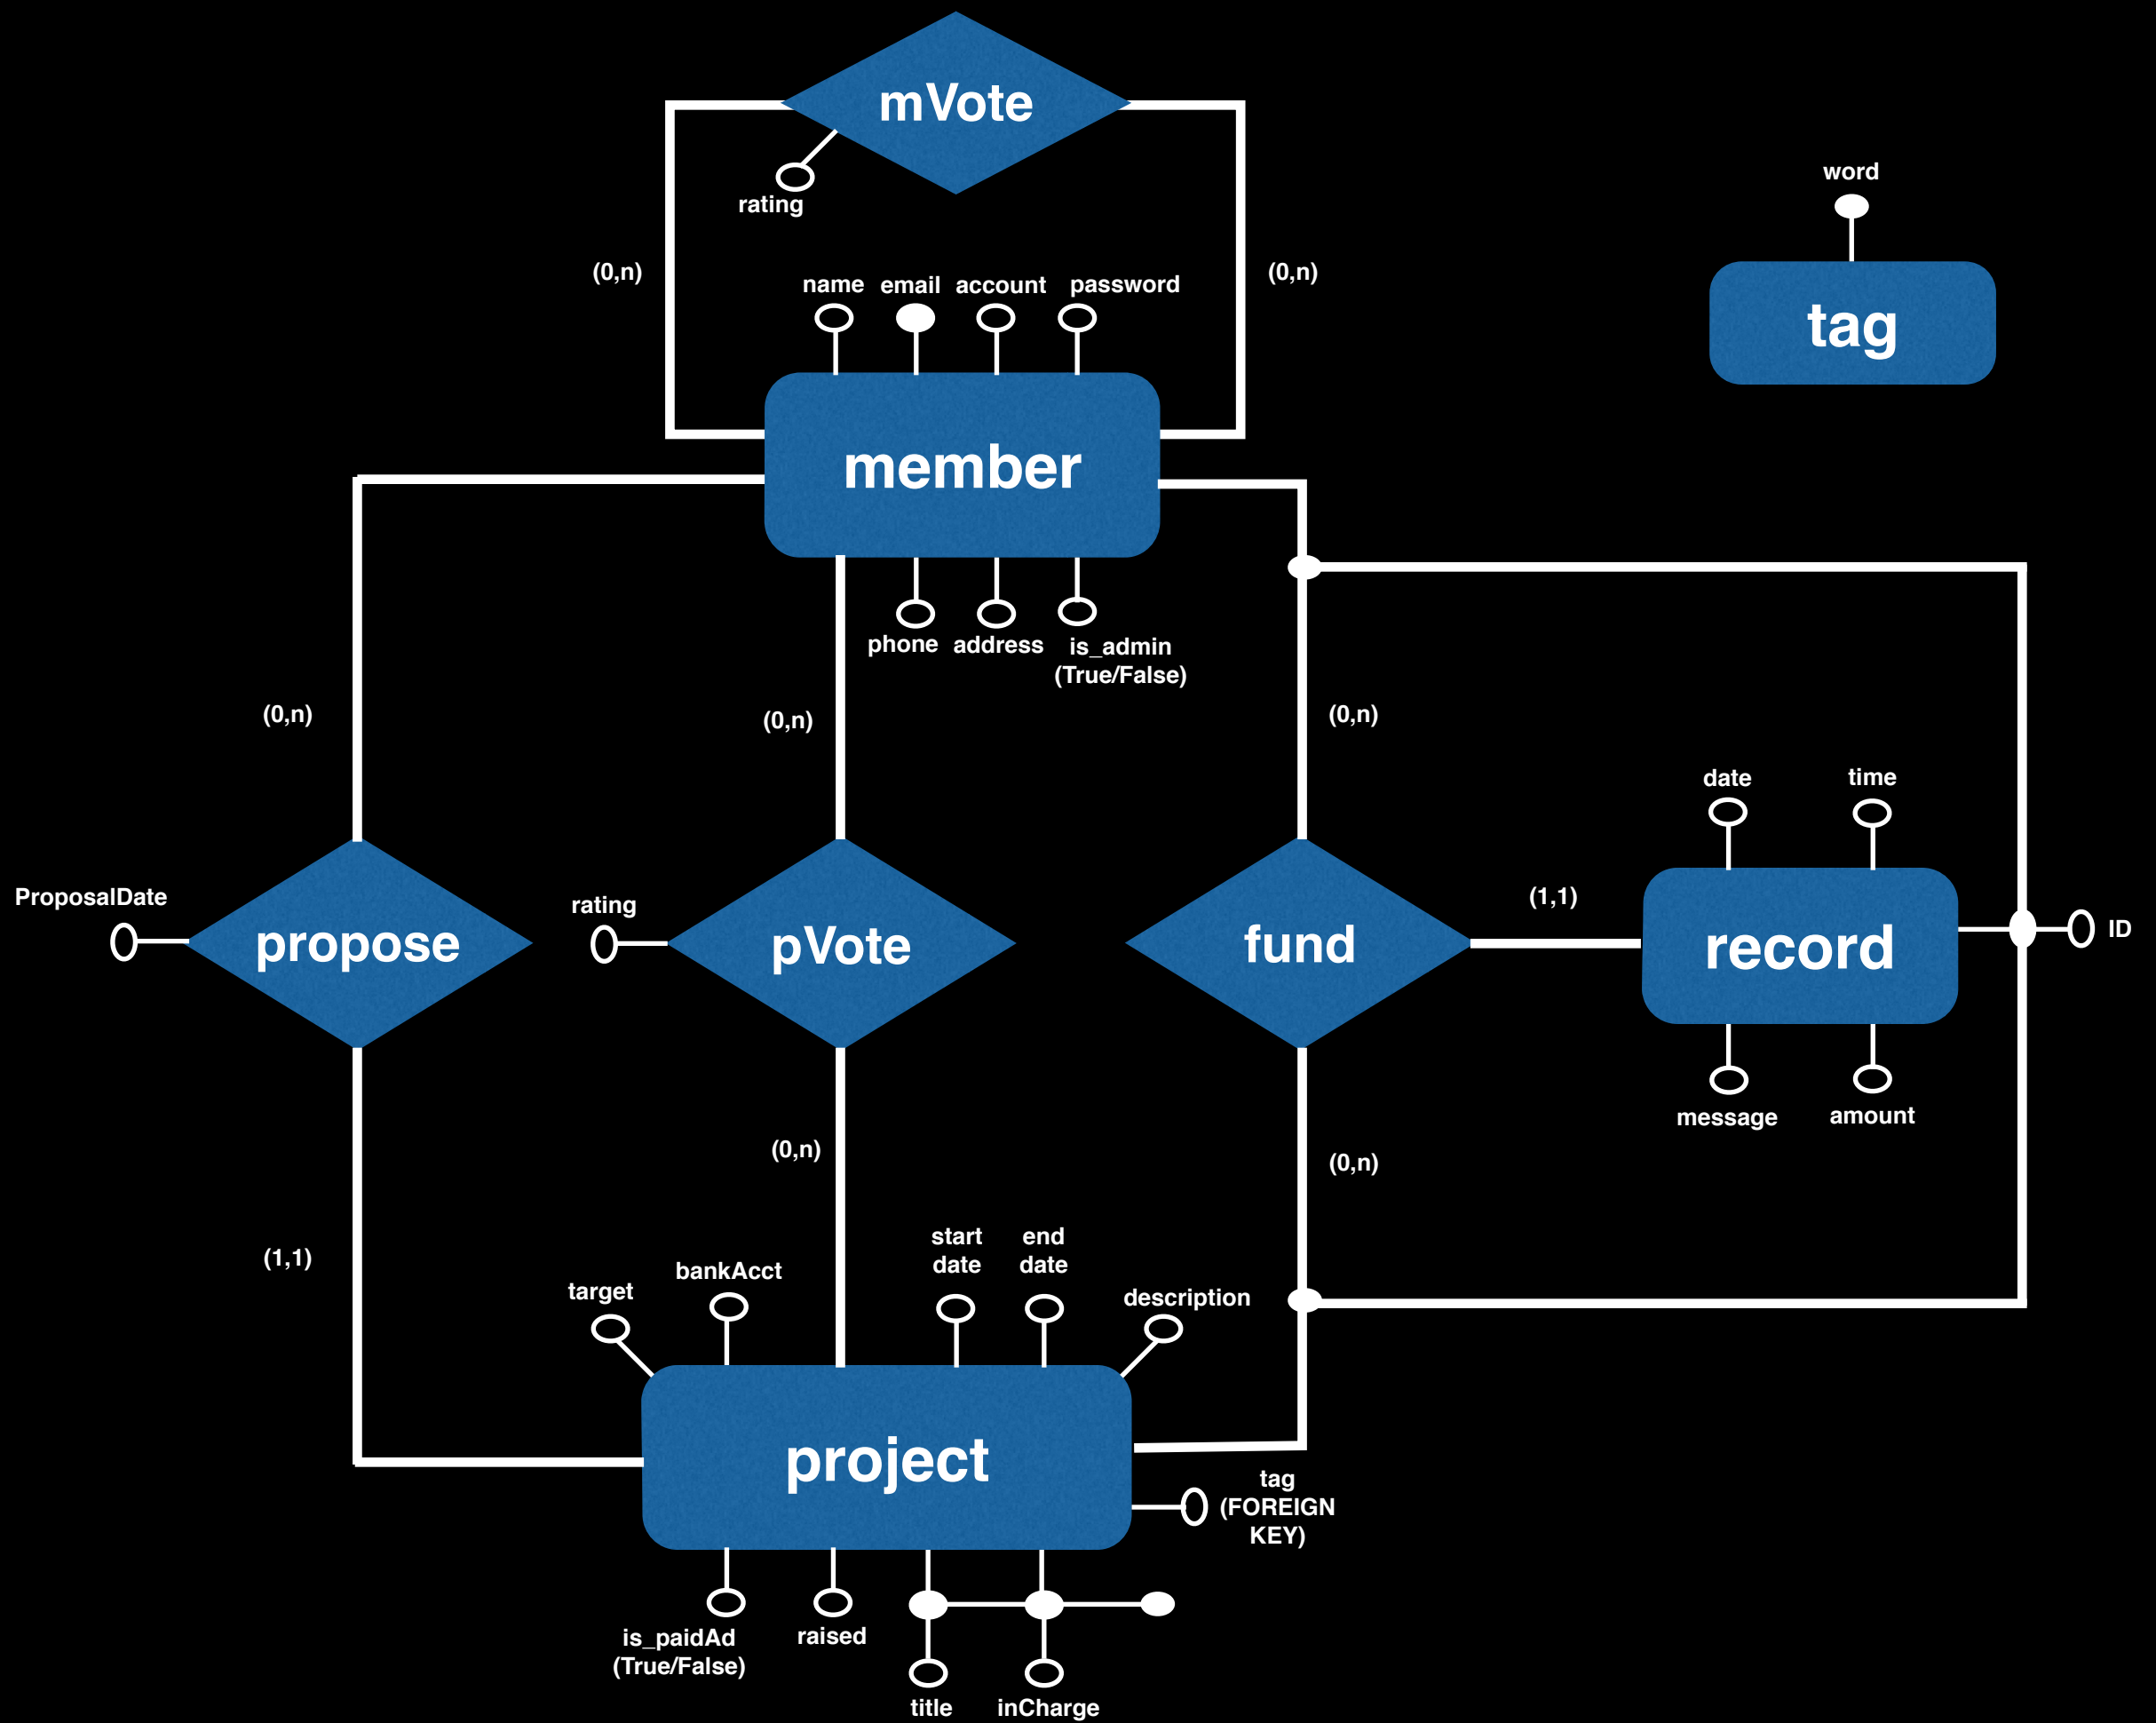 mVote
word
rating
tag
(0,n)
(0,n)
name
email
account
password
member
phone
address
is_admin
(True/False)
(0,n)
(0,n)
(0,n)
date
time
ProposalDate
rating
(1,1)
propose
pVote
fund
record
ID
message
amount
(0,n)
(0,n)
start
date
end
date
(1,1)
bankAcct
target
description
project
tag
(FOREIGN
KEY)
is_paidAd
(True/False)
raised
title
inCharge